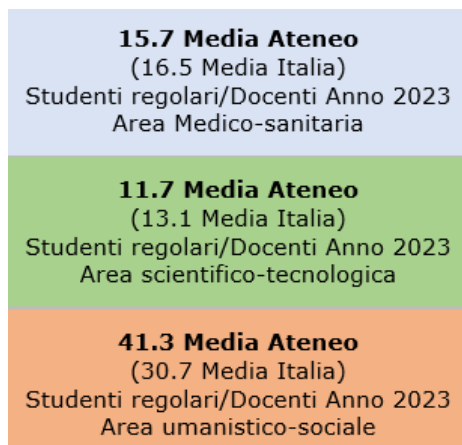 15.7 Media Ateneo
(16.5 Media Italia)
Studenti regolari/Docenti Anno 2023
Area Medico-sanitaria
11.7 Media Ateneo
(13.1 Media Italia)
Studenti regolari/Docenti Anno 2023
Area scientifico-tecnologica
41.3 Media Ateneo
(30.7 Media Italia)
Studenti regolari/Docenti Anno 2023
Area umanistico-sociale